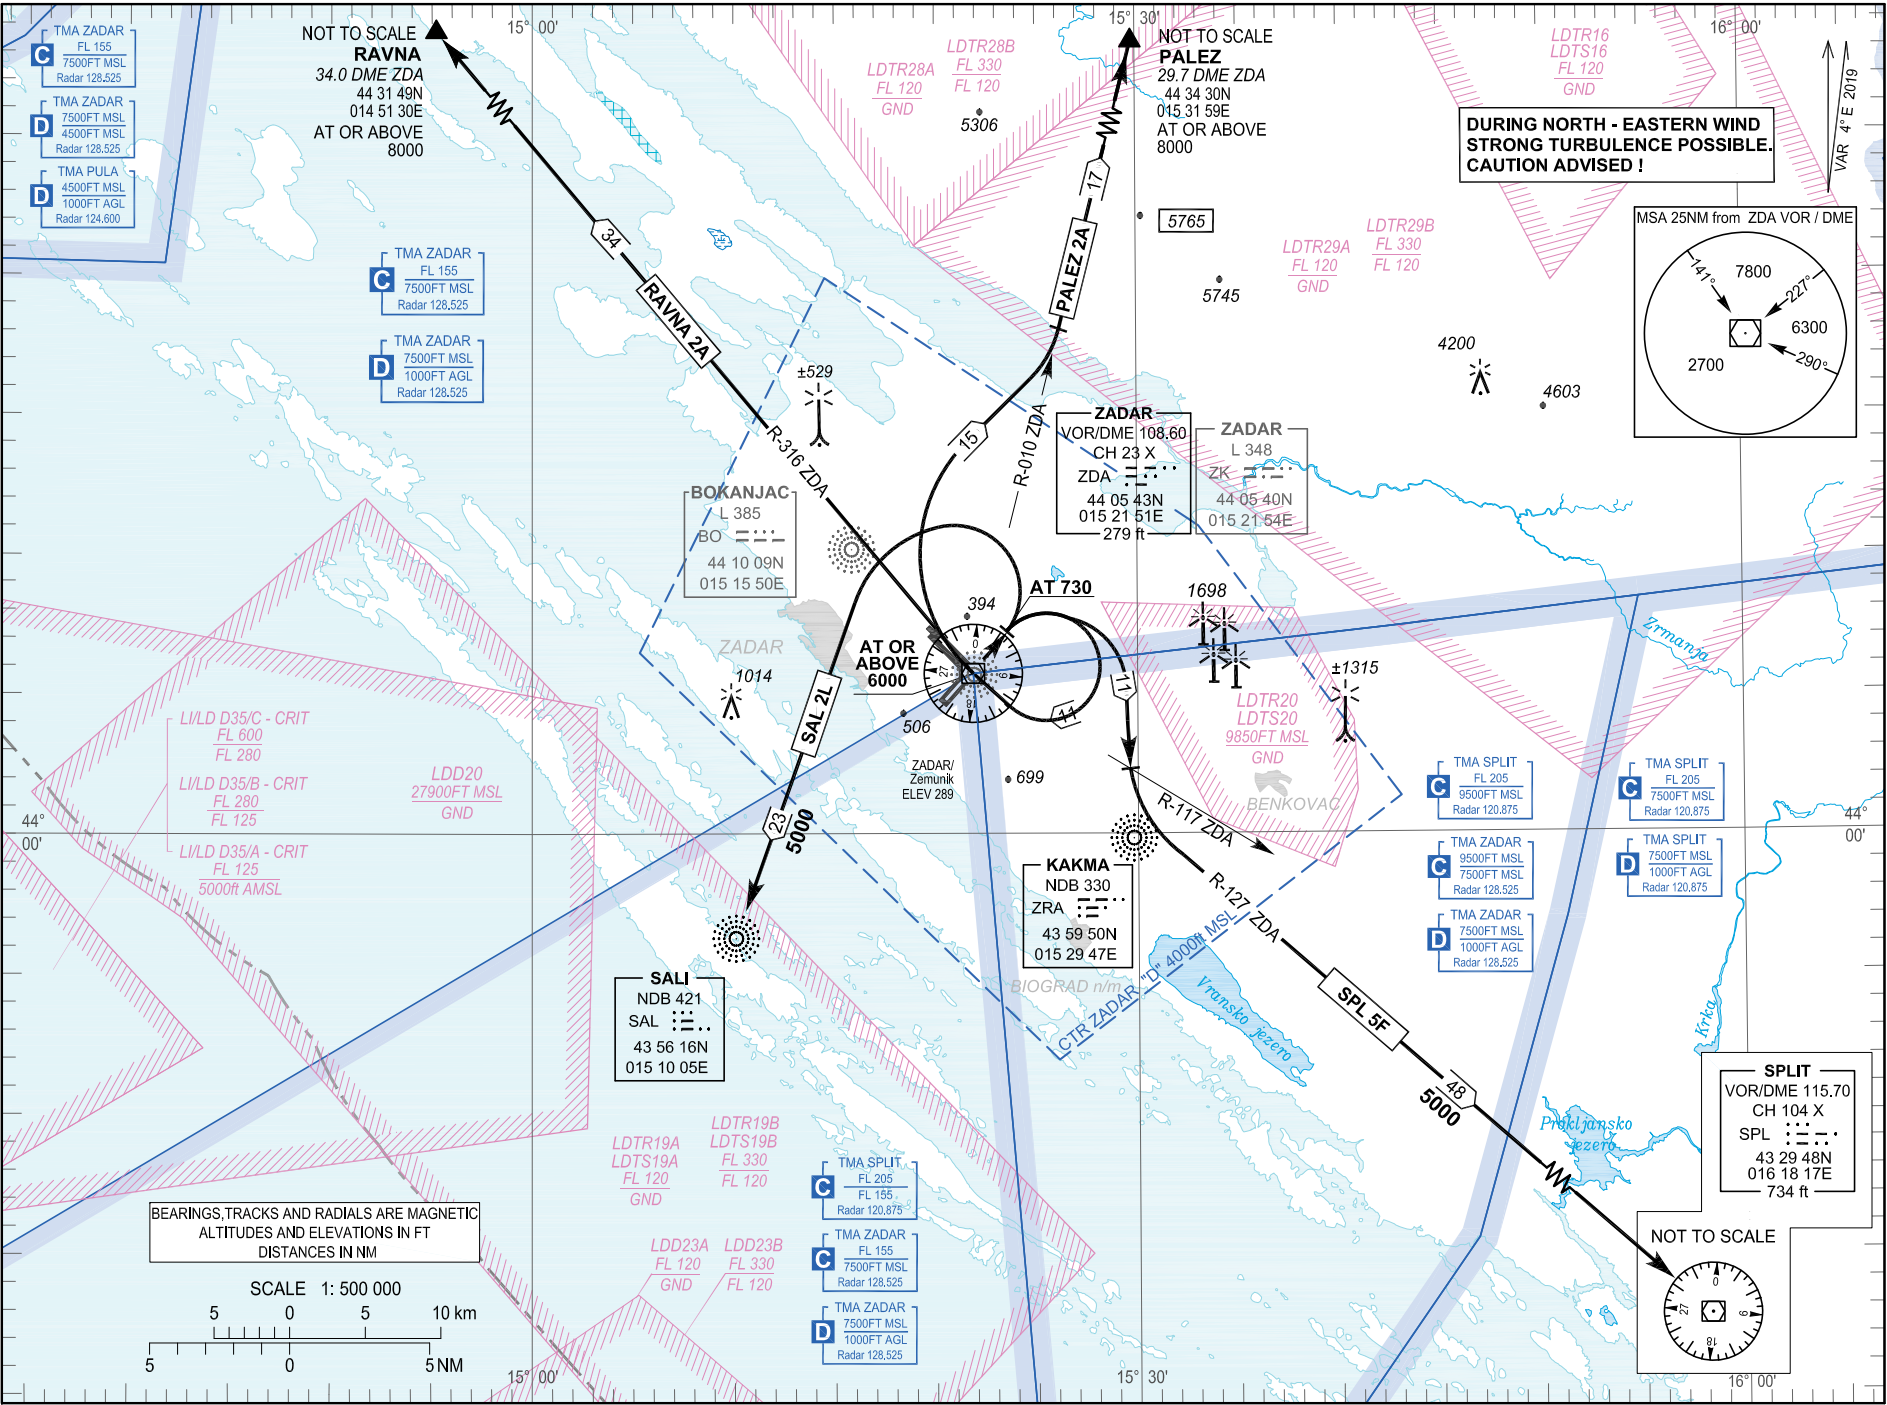 15° 00'
15° 30'
16° 00'
TMA ZADAR
C
FL 155
7500FT MSL
Radar 128.525
TMA ZADAR
D
7500FT MSL
4500FT MSL
Radar 128.525
TMA PULA
D
4500FT MSL
1000FT AGL
Radar 124.600
NOT TO SCALE
RAVNA
34.0 DME ZDA
44 31 49N
014 51 30E
AT OR ABOVE
8000
NOT TO SCALE
PALEZ
29.7 DME ZDA
44 34 30N
015 31 59E
AT OR ABOVE
8000
LDTR28A
FL 120
GND
LDTR28B
FL 330
FL 120
5306
LDTR16
LDTS16
FL 120
GND
DURING NORTH - EASTERN WIND
STRONG TURBULENCE POSSIBLE.
CAUTION ADVISED !
VAR 4° E 2019
MSA 25NM from ZDA VOR / DME
141°
7800
227°
6300
2700
290°
TMA ZADAR
C
FL 155
7500FT MSL
Radar 128.525
TMA ZADAR
D
7500FT MSL
1000FT AGL
Radar 128.525
34
RAVNA 2A
R-316 ZDA
17
PALEZ 2A
15
R-010 ZDA
5765
5745
LDTR29A
FL 120
GND
LDTR29B
FL 330
FL 120
4200
4603
±529
ZADAR
VOR/DME 108.60
CH 23 X
ZDA
44 05 43N
015 21 51E
279 ft
ZADAR
L 348
ZK
44 05 40N
015 21 54E
BOKANJAC
L 385
BO
44 10 09N
015 15 50E
ZADAR
1014
394
AT 730
AT OR
ABOVE
6000
0
9
18
27
506
699
ZADAR/
Zemunik
ELEV 289
11
11
1698
±1315
Zrmanja
LDTR20
LDTS20
9850FT MSL
GND
BENKOVAC
SAL 2L
23
5000
R-117 ZDA
R-127 ZDA
LI/LD D35/C - CRIT
FL 600
FL 280
LI/LD D35/B - CRIT
FL 280
FL 125
LI/LD D35/A - CRIT
FL 125
5000ft AMSL
LDD20
27900FT MSL
GND
44°
00'
44°
00'
TMA SPLIT
C
FL 205
9500FT MSL
Radar 120.875
TMA ZADAR
C
9500FT MSL
7500FT MSL
Radar 128.525
TMA ZADAR
D
7500FT MSL
1000FT AGL
Radar 128.525
TMA SPLIT
C
FL 205
7500FT MSL
Radar 120.875
TMA SPLIT
D
7500FT MSL
1000FT AGL
Radar 120.875
KAKMA
NDB 330
ZRA
43 59 50N
015 29 47E
SALI
NDB 421
SAL
43 56 16N
015 10 05E
BIOGRAD n/m
CTR ZADAR "D" 4000ft MSL
Vransko jezero
SPL 5F
48
5000
Krka
Prokljansko
jezero
SPLIT
VOR/DME 115.70
CH 104 X
SPL
43 29 48N
016 18 17E
734 ft
NOT TO SCALE
0
9
18
27
LDTR19A
LDTS19A
FL 120
GND
LDTR19B
LDTS19B
FL 330
FL 120
LDD23A
FL 120
GND
LDD23B
FL 330
FL 120
TMA SPLIT
C
FL 205
FL 155
Radar 120.875
TMA ZADAR
C
FL 155
7500FT MSL
Radar 128.525
TMA ZADAR
D
7500FT MSL
1000FT AGL
Radar 128.525
BEARINGS,TRACKS AND RADIALS ARE MAGNETIC
ALTITUDES AND ELEVATIONS IN FT
DISTANCES IN NM
SCALE 1: 500 000
5 0 5 10 km
5 0 5 NM
15° 00'
15° 30'
16° 00'